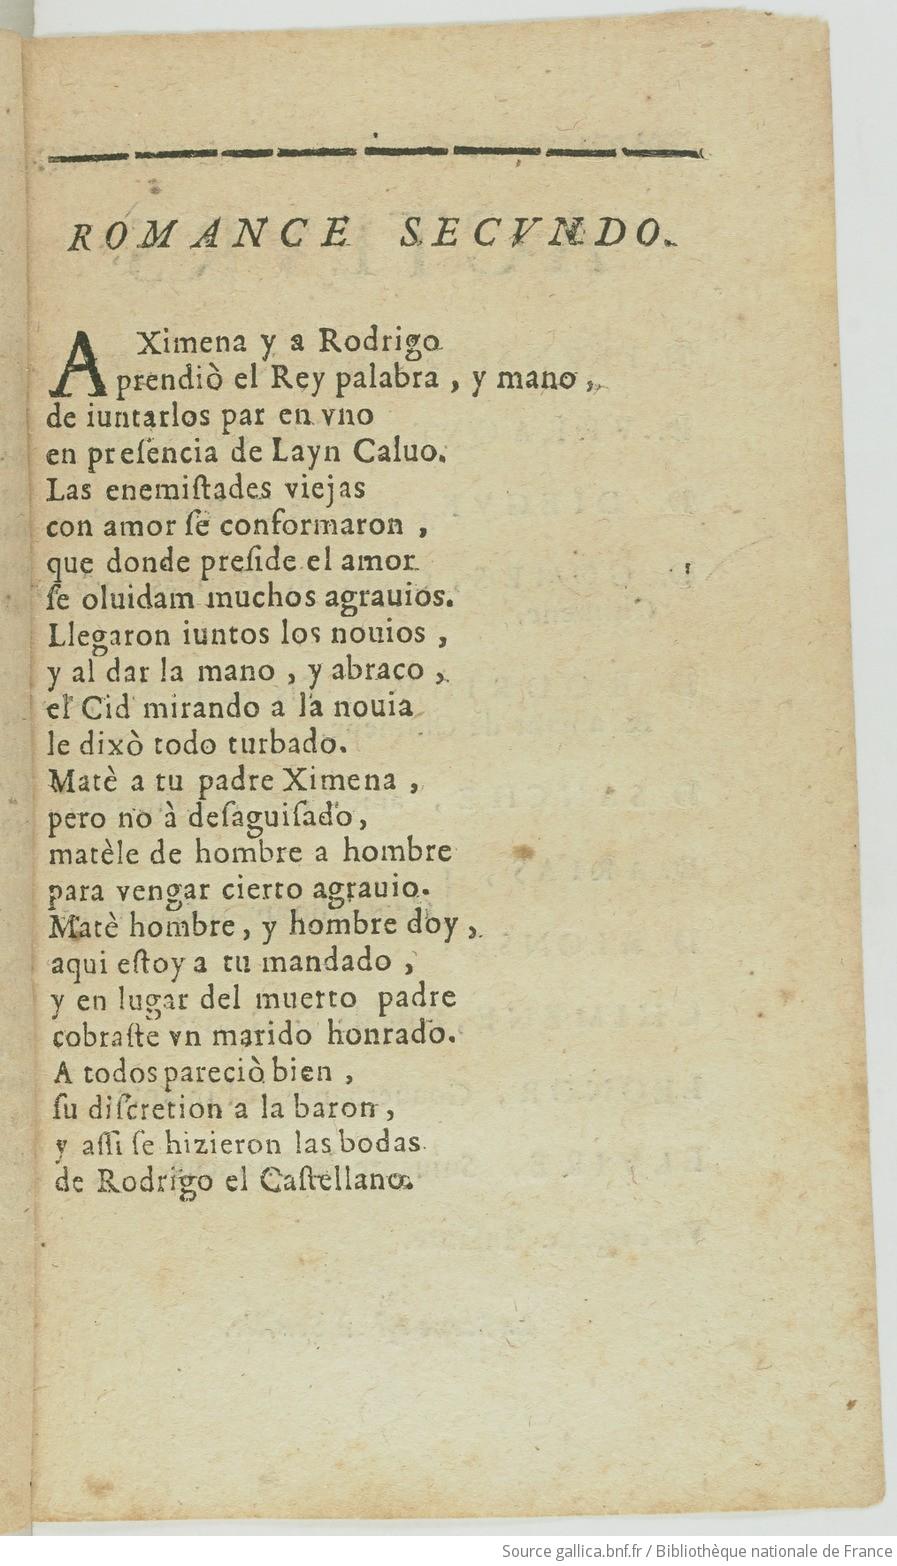 ROMANCE SECVNDO.
A Ximena y a Rodrigo
prendiò el Rey palabra, y mano,
de iuntarlos par en vno
en preſencia de Layn Caluo.
Las enemiſtades viejas
con amor ſe conformaron,
que donde preſide el amor
ſe oluidam muchos agrauios.
Llegaron iuntos los nouios,
y al dar la mano, y abraco,
el Cid mirando a la nouia
le dixò todo turbado.
Matè a tu padre Ximena,
pero no à deſaguiſado,
matèle de hombre a hombre
para vengar cierto agrauio.
Matè hombre, y hombre doy,
aqui eſtoy a tu mandado,
y en lugar del muerto padre
cobraſte vn marido honrado.
A todos pareciò bien,
ſu diſcretion a la baron,
y aſſi ſe hizieron las bodas
de Rodrigo el Caſtellano.
Source gallica.bnf.fr / Bibliothèque nationale de France